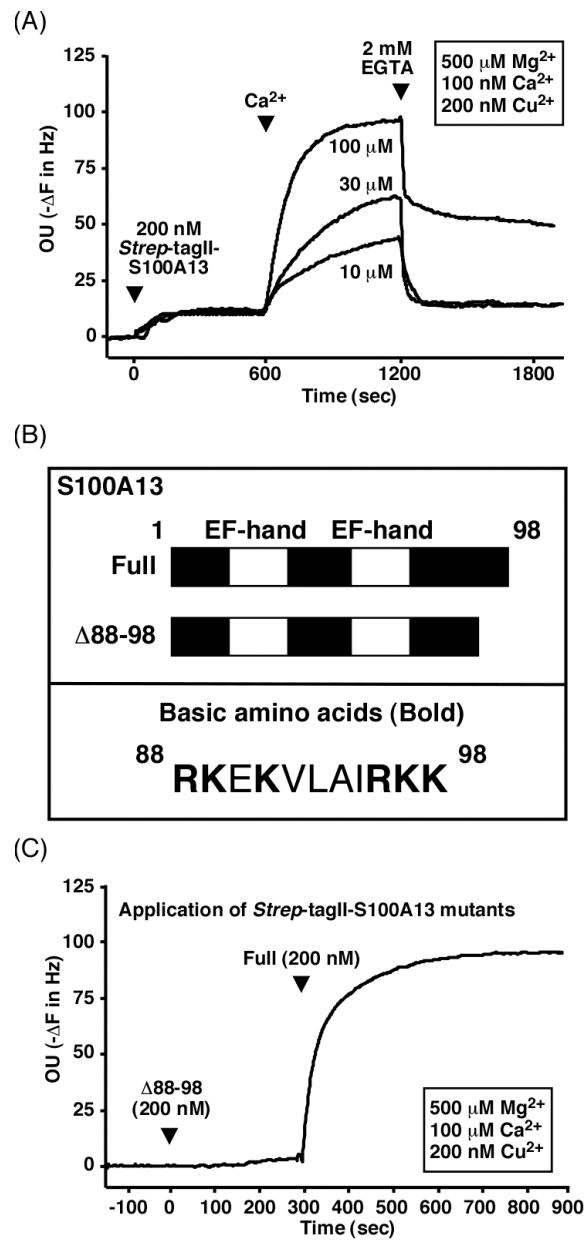 (A)
125
100
75
50
25
0
OU (-ΔF in Hz)
200 nM
Strep-tagII-
S100A13
Ca²⁺
2 mM
EGTA
500 μM Mg²⁺
100 nM Ca²⁺
200 nM Cu²⁺
100 μM
30 μM
10 μM
0 600 1200 1800
Time (sec)
(B)
S100A13
1 EF-hand EF-hand 98
Full
Δ88-98
Basic amino acids (Bold)
88 RKEKVLAIRKK 98
(C)
125
100
75
50
25
0
OU (-ΔF in Hz)
Application of Strep-tagII-S100A13 mutants
Full (200 nM)
Δ88-98
(200 nM)
500 μM Mg²⁺
100 μM Ca²⁺
200 nM Cu²⁺
-100 0 100 200 300 400 500 600 700 800 900
Time (sec)